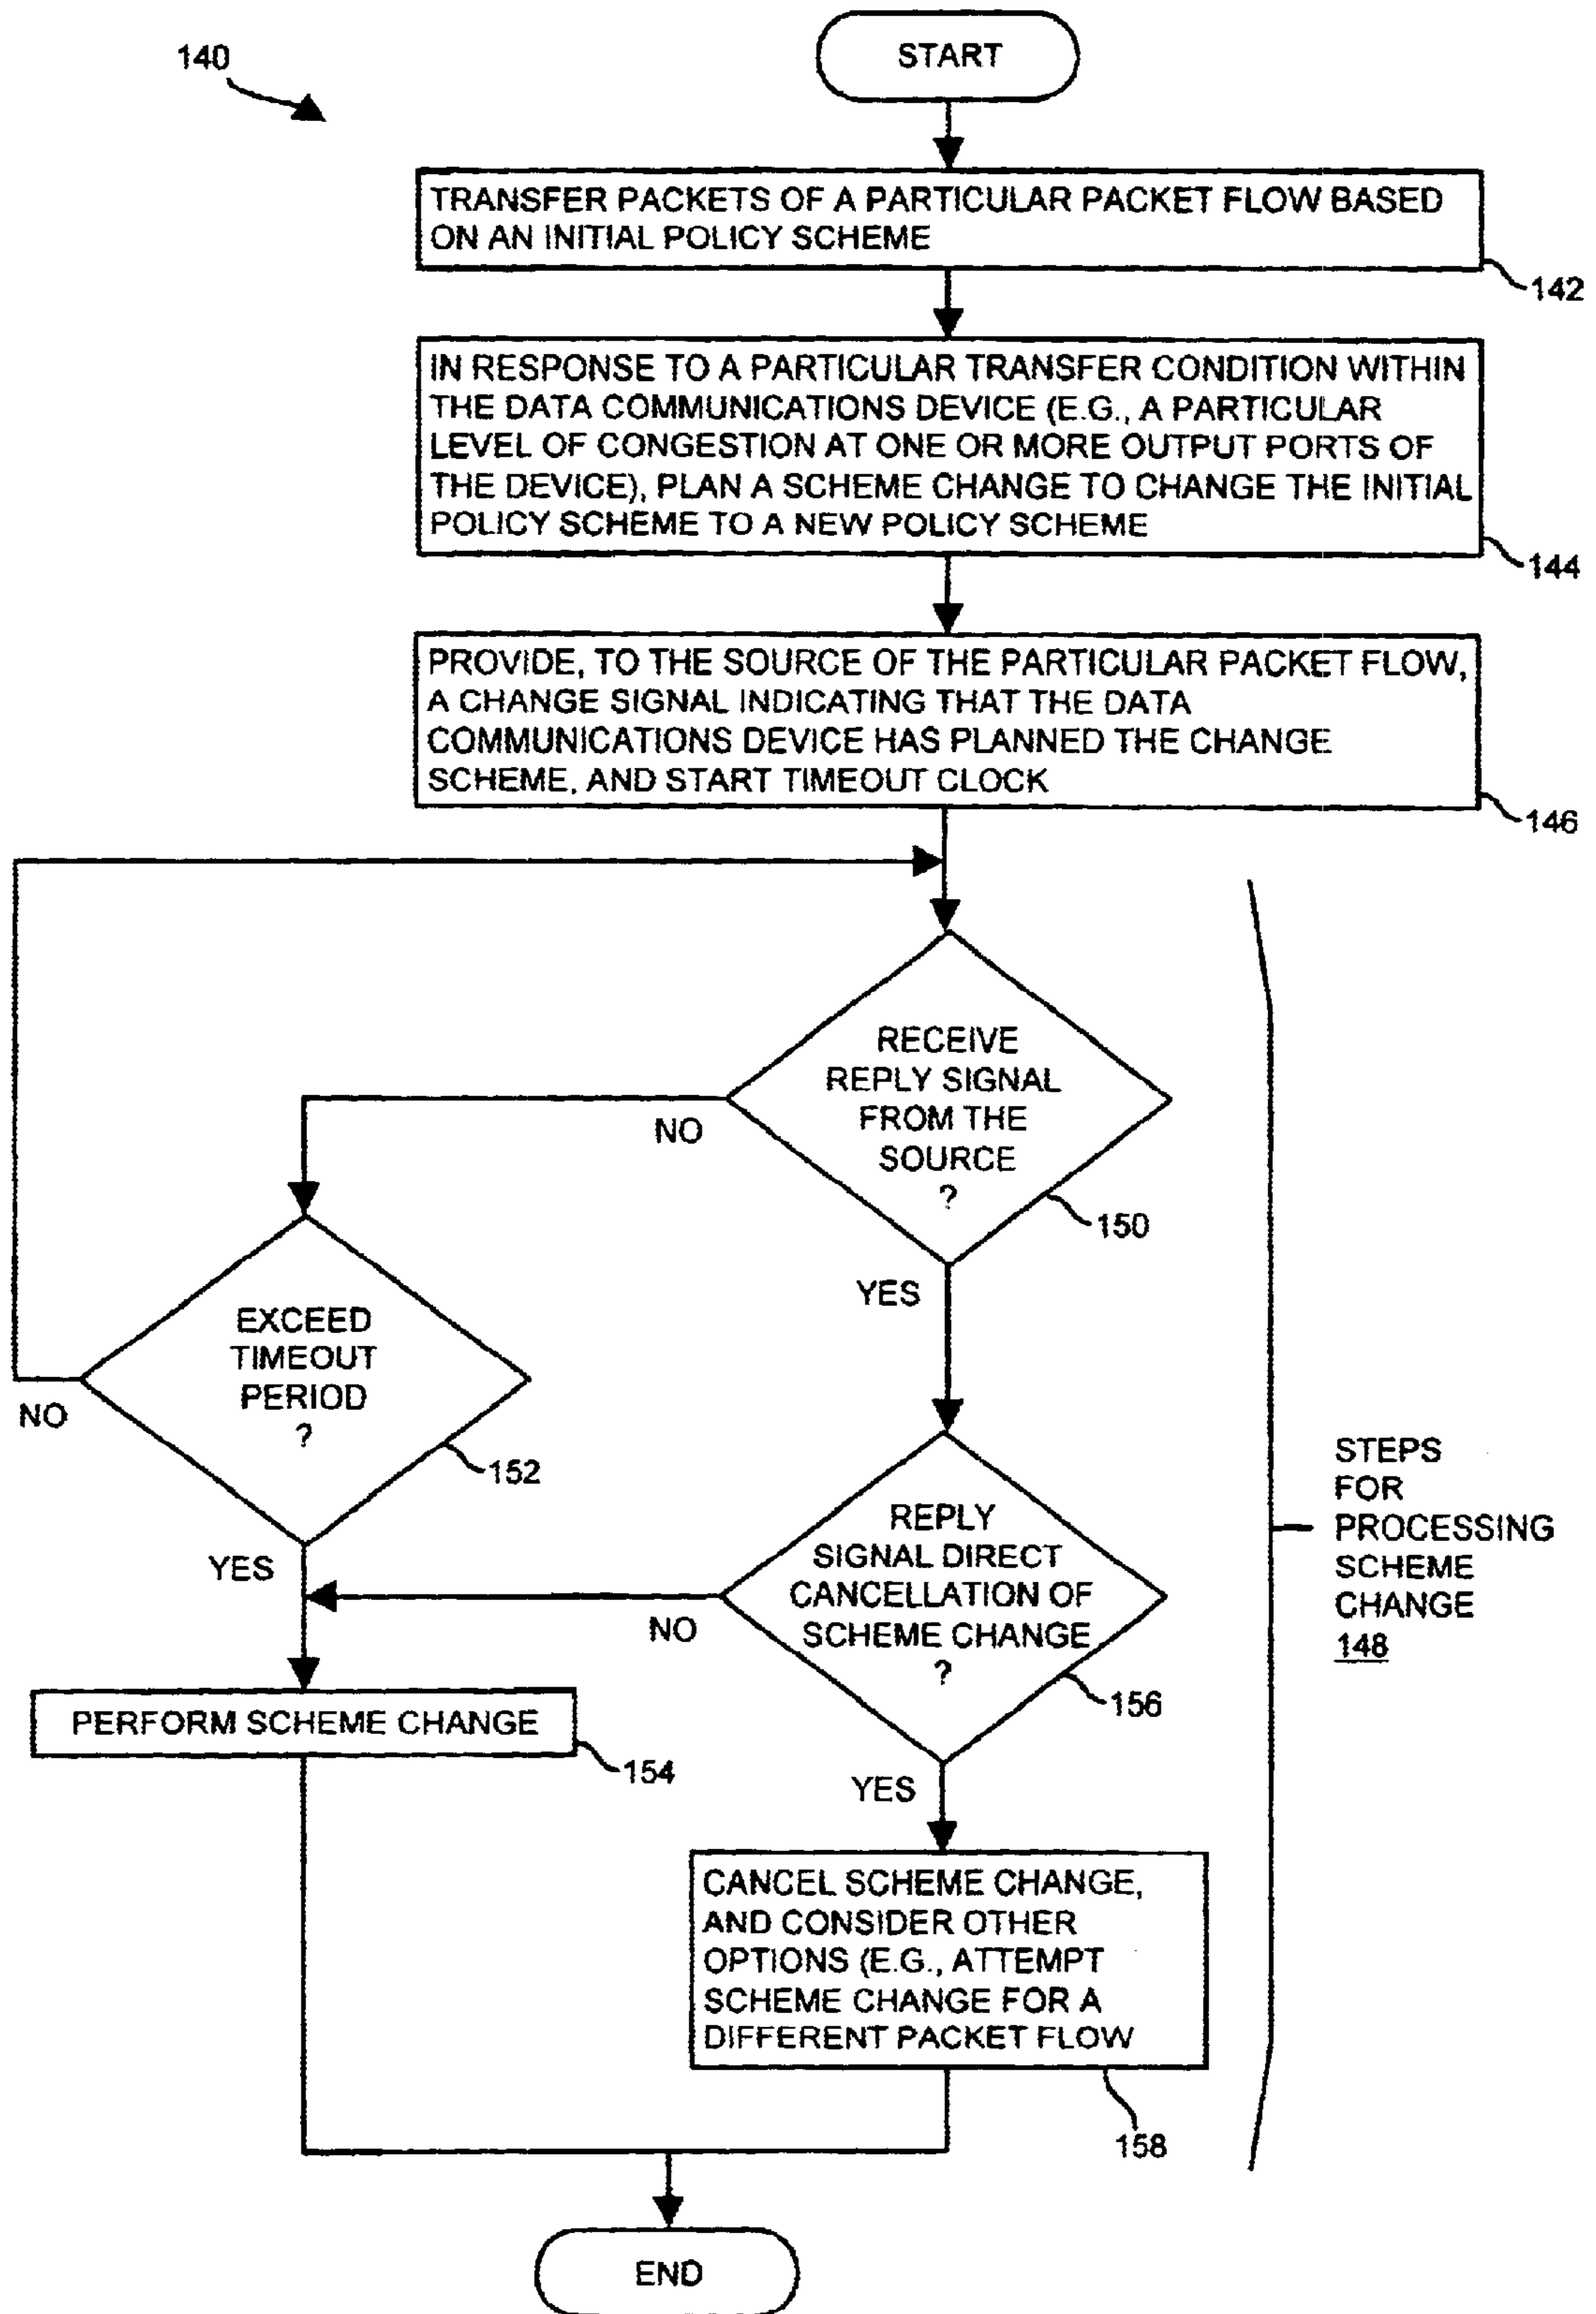 140
START
TRANSFER PACKETS OF A PARTICULAR PACKET FLOW BASED
ON AN INITIAL POLICY SCHEME
142
IN RESPONSE TO A PARTICULAR TRANSFER CONDITION WITHIN
THE DATA COMMUNICATIONS DEVICE (E.G., A PARTICULAR
LEVEL OF CONGESTION AT ONE OR MORE OUTPUT PORTS OF
THE DEVICE), PLAN A SCHEME CHANGE TO CHANGE THE INITIAL
POLICY SCHEME TO A NEW POLICY SCHEME
144
PROVIDE, TO THE SOURCE OF THE PARTICULAR PACKET FLOW,
A CHANGE SIGNAL INDICATING THAT THE DATA
COMMUNICATIONS DEVICE HAS PLANNED THE CHANGE
SCHEME, AND START TIMEOUT CLOCK
146
RECEIVE
REPLY SIGNAL
FROM THE
SOURCE
?
150
NO
YES
EXCEED
TIMEOUT
PERIOD
?
152
NO
YES
REPLY
SIGNAL DIRECT
CANCELLATION OF
SCHEME CHANGE
?
156
NO
YES
STEPS
FOR
PROCESSING
SCHEME
CHANGE
148
PERFORM SCHEME CHANGE
154
CANCEL SCHEME CHANGE,
AND CONSIDER OTHER
OPTIONS (E.G., ATTEMPT
SCHEME CHANGE FOR A
DIFFERENT PACKET FLOW
158
END